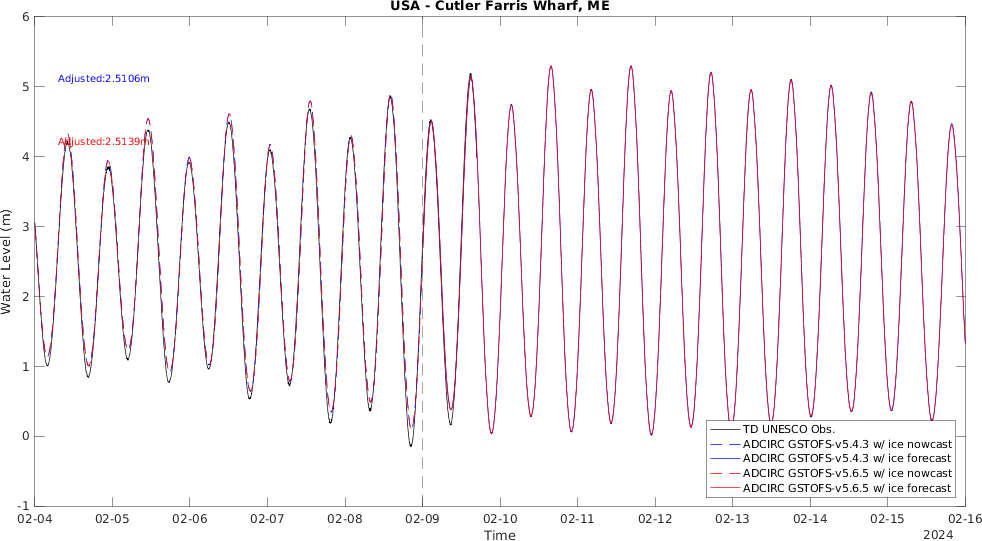 USA - Cutler Farris Wharf, ME
6
5
4
3
2
1
0
-1
Water Level (m)
Adjusted:2.5106m
Adjusted:2.5139m
TD UNESCO Obs.
ADCIRC GSTOFS-v5.4.3 w/ ice nowcast
ADCIRC GSTOFS-v5.4.3 w/ ice forecast
ADCIRC GSTOFS-v5.6.5 w/ ice nowcast
ADCIRC GSTOFS-v5.6.5 w/ ice forecast
02-04 02-05 02-06 02-07 02-08 02-09 02-10 02-11 02-12 02-13 02-14 02-15 02-16
Time
2024